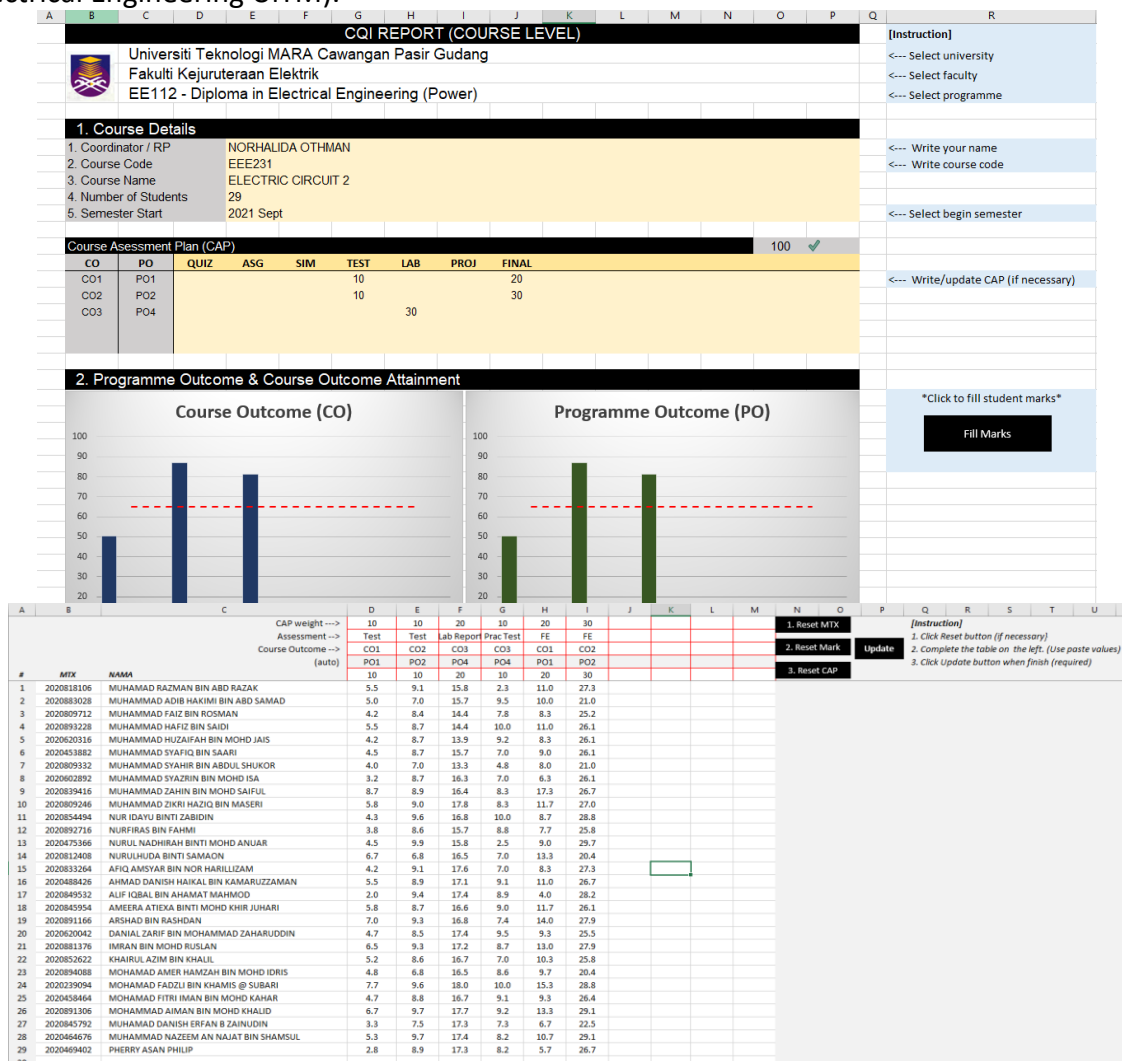 ctrical Engineering UiTM).
A B C D E F G H I J K L M N O P Q R
CQI REPORT (COURSE LEVEL) [Instruction]
Universiti Teknologi MARA Cawangan Pasir Gudang <--- Select university
Fakulti Kejuruteraan Elektrik <--- Select faculty
EE112 - Diploma in Electrical Engineering (Power) <--- Select programme
1. Course Details
1. Coordinator / RP NORHALIDA OTHMAN <--- Write your name
2. Course Code EEE231 <--- Write course code
3. Course Name ELECTRIC CIRCUIT 2
4. Number of Students 29
5. Semester Start 2021 Sept <--- Select begin semester
Course Asessment Plan (CAP) 100
CO PO QUIZ ASG SIM TEST LAB PROJ FINAL
CO1 PO1 10 20 <--- Write/update CAP (if necessary)
CO2 PO2 10 30
CO3 PO4 30
2. Programme Outcome & Course Outcome Attainment
Course Outcome (CO) Programme Outcome (PO) *Click to fill student marks*
100 100 Fill Marks
90 90
80 80
70 70
60 60
50 50
40 40
30 30
20 20
A B C D E F G H I J K L M N O P Q R S T U
CAP weight ---> 10 10 20 10 20 30 1. Reset MTX [Instruction]
Assessment --> Test Test Lab Report Prac Test FE FE 1. Click Reset button (if necessary)
Course Outcome --> CO1 CO2 CO3 CO3 CO1 CO2 2. Reset Mark Update 2. Complete the table on the left. (Use paste values)
(auto) PO1 PO2 PO4 PO4 PO1 PO2 3. Click Update button when finish (required)
# MTX NAMA 10 10 20 10 20 30 3. Reset CAP
1 2020818106 MUHAMAD RAZMAN BIN ABD RAZAK 5.5 9.1 15.8 2.3 11.0 27.3
2 2020883028 MUHAMMAD ADIB HAKIMI BIN ABD SAMAD 5.0 7.0 15.7 9.5 10.0 21.0
3 2020809712 MUHAMMAD FAIZ BIN ROSMAN 4.2 8.4 14.4 7.8 8.3 25.2
4 2020893228 MUHAMMAD HAFIZ BIN SAIDI 5.5 8.7 14.4 10.0 11.0 26.1
5 2020620316 MUHAMMAD HUZAIFAH BIN MOHD JAIS 4.2 8.7 13.9 9.2 8.3 26.1
6 2020453882 MUHAMMAD SYAFIQ BIN SAARI 4.5 8.7 15.7 7.0 9.0 26.1
7 2020809332 MUHAMMAD SYAHIR BIN ABDUL SHUKOR 4.0 7.0 13.3 4.8 8.0 21.0
8 2020602892 MUHAMMAD SYAZRIN BIN MOHD ISA 3.2 8.7 16.3 7.0 6.3 26.1
9 2020839416 MUHAMMAD ZAHIN BIN MOHD SAIFUL 8.7 8.9 16.4 8.3 17.3 26.7
10 2020809246 MUHAMMAD ZIKRI HAZIQ BIN MASERI 5.8 9.0 17.8 8.3 11.7 27.0
11 2020854494 NUR IDAYU BINTI ZABIDIN 4.3 9.6 16.8 10.0 8.7 28.8
12 2020892716 NURFIRAS BIN FAHMI 3.8 8.6 15.7 8.8 7.7 25.8
13 2020475366 NURUL NADHIRAH BINTI MOHD ANUAR 4.5 9.9 15.8 2.5 9.0 29.7
14 2020812408 NURULHUDA BINTI SAMAON 6.7 6.8 16.5 7.0 13.3 20.4
15 2020833264 AFIQ AMSYAR BIN NOR HARILLIZAM 4.2 9.1 17.6 7.0 8.3 27.3
16 2020488426 AHMAD DANISH HAIKAL BIN KAMARUZZAMAN 5.5 8.9 17.1 9.1 11.0 26.7
17 2020849532 ALIF IQBAL BIN AHAMAT MAHMOD 2.0 9.4 17.4 8.9 4.0 28.2
18 2020845954 AMEERA ATIEXA BINTI MOHD KHIR JUHARI 5.8 8.7 16.6 9.0 11.7 26.1
19 2020891166 ARSHAD BIN RASHDAN 7.0 9.3 16.8 7.4 14.0 27.9
20 2020620042 DANIAL ZARIF BIN MOHAMMAD ZAHARUDDIN 4.7 8.5 17.4 9.5 9.3 25.5
21 2020881376 IMRAN BIN MOHD RUSLAN 6.5 9.3 17.2 8.7 13.0 27.9
22 2020852622 KHAIRUL AZIM BIN KHALIL 5.2 8.6 16.7 7.0 10.3 25.8
23 2020894088 MOHAMAD AMER HAMZAH BIN MOHD IDRIS 4.8 6.8 16.5 8.6 9.7 20.4
24 2020239094 MOHAMAD FADZLI BIN KHAMIS @ SUBARI 7.7 9.6 18.0 10.0 15.3 28.8
25 2020458464 MOHAMAD FITRI IMAN BIN MOHD KAHAR 4.7 8.8 16.7 9.1 9.3 26.4
26 2020891306 MOHAMMAD AIMAN BIN MOHD KHALID 6.7 9.7 17.7 9.2 13.3 29.1
27 2020845792 MUHAMAD DANISH ERFAN B ZAINUDIN 3.3 7.5 17.3 7.3 6.7 22.5
28 2020464676 MUHAMMAD NAZEEM AN NAJAT BIN SHAMSUL 5.3 9.7 17.4 8.2 10.7 29.1
29 2020469402 PHERRY ASAN PHILIP 2.8 8.9 17.3 8.2 5.7 26.7